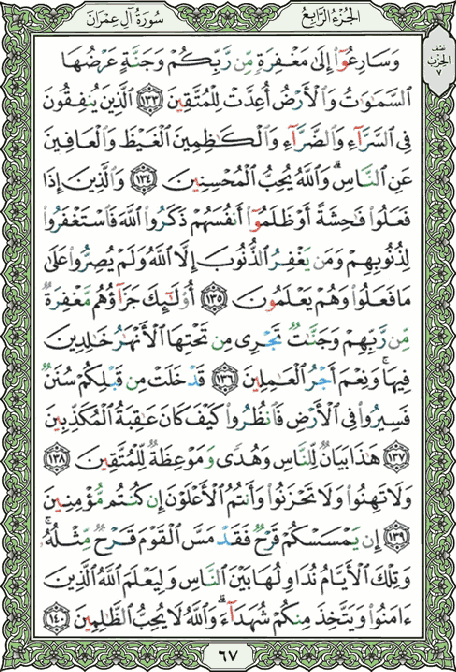 الجُزْءُ الرَّابِعُ سُورَةُ آلِ عِمْرَانَ
نصف
الحزب
٧
وَسَارِعُوٓا۟ إِلَىٰ مَغْفِرَةٍ مِّن رَّبِّكُمْ وَجَنَّةٍ عَرْضُهَا
ٱلسَّمَٰوَٰتُ وَٱلْأَرْضُ أُعِدَّتْ لِلْمُتَّقِينَ ١٣٣ ٱلَّذِينَ يُنفِقُونَ
فِى ٱلسَّرَّآءِ وَٱلضَّرَّآءِ وَٱلْكَٰظِمِينَ ٱلْغَيْظَ وَٱلْعَافِينَ
عَنِ ٱلنَّاسِ ۗ وَٱللَّهُ يُحِبُّ ٱلْمُحْسِنِينَ ١٣٤ وَٱلَّذِينَ إِذَا
فَعَلُوا۟ فَٰحِشَةً أَوْ ظَلَمُوٓا۟ أَنفُسَهُمْ ذَكَرُوا۟ ٱللَّهَ فَٱسْتَغْفَرُوا۟
لِذُنُوبِهِمْ وَمَن يَغْفِرُ ٱلذُّنُوبَ إِلَّا ٱللَّهُ وَلَمْ يُصِرُّوا۟ عَلَىٰ
مَا فَعَلُوا۟ وَهُمْ يَعْلَمُونَ ١٣٥ أُو۟لَٰٓئِكَ جَزَآؤُهُم مَّغْفِرَةٌ
مِّن رَّبِّهِمْ وَجَنَّٰتٌ تَجْرِى مِن تَحْتِهَا ٱلْأَنْهَٰرُ خَٰلِدِينَ
فِيهَا ۚ وَنِعْمَ أَجْرُ ٱلْعَٰمِلِينَ ١٣٦ قَدْ خَلَتْ مِن قَبْلِكُمْ سُنَنٌ
فَسِيرُوا۟ فِى ٱلْأَرْضِ فَٱنظُرُوا۟ كَيْفَ كَانَ عَٰقِبَةُ ٱلْمُكَذِّبِينَ
١٣٧ هَٰذَا بَيَانٌ لِّلنَّاسِ وَهُدًى وَمَوْعِظَةٌ لِّلْمُتَّقِينَ ١٣٨
وَلَا تَهِنُوا۟ وَلَا تَحْزَنُوا۟ وَأَنتُمُ ٱلْأَعْلَوْنَ إِن كُنتُم مُّؤْمِنِينَ
١٣٩ إِن يَمْسَسْكُمْ قَرْحٌ فَقَدْ مَسَّ ٱلْقَوْمَ قَرْحٌ مِّثْلُهُۥ ۚ
وَتِلْكَ ٱلْأَيَّامُ نُدَاوِلُهَا بَيْنَ ٱلنَّاسِ وَلِيَعْلَمَ ٱللَّهُ ٱلَّذِينَ
ءَامَنُوا۟ وَيَتَّخِذَ مِنكُمْ شُهَدَآءَ ۗ وَٱللَّهُ لَا يُحِبُّ ٱلظَّٰلِمِينَ ١٤٠
٦٧